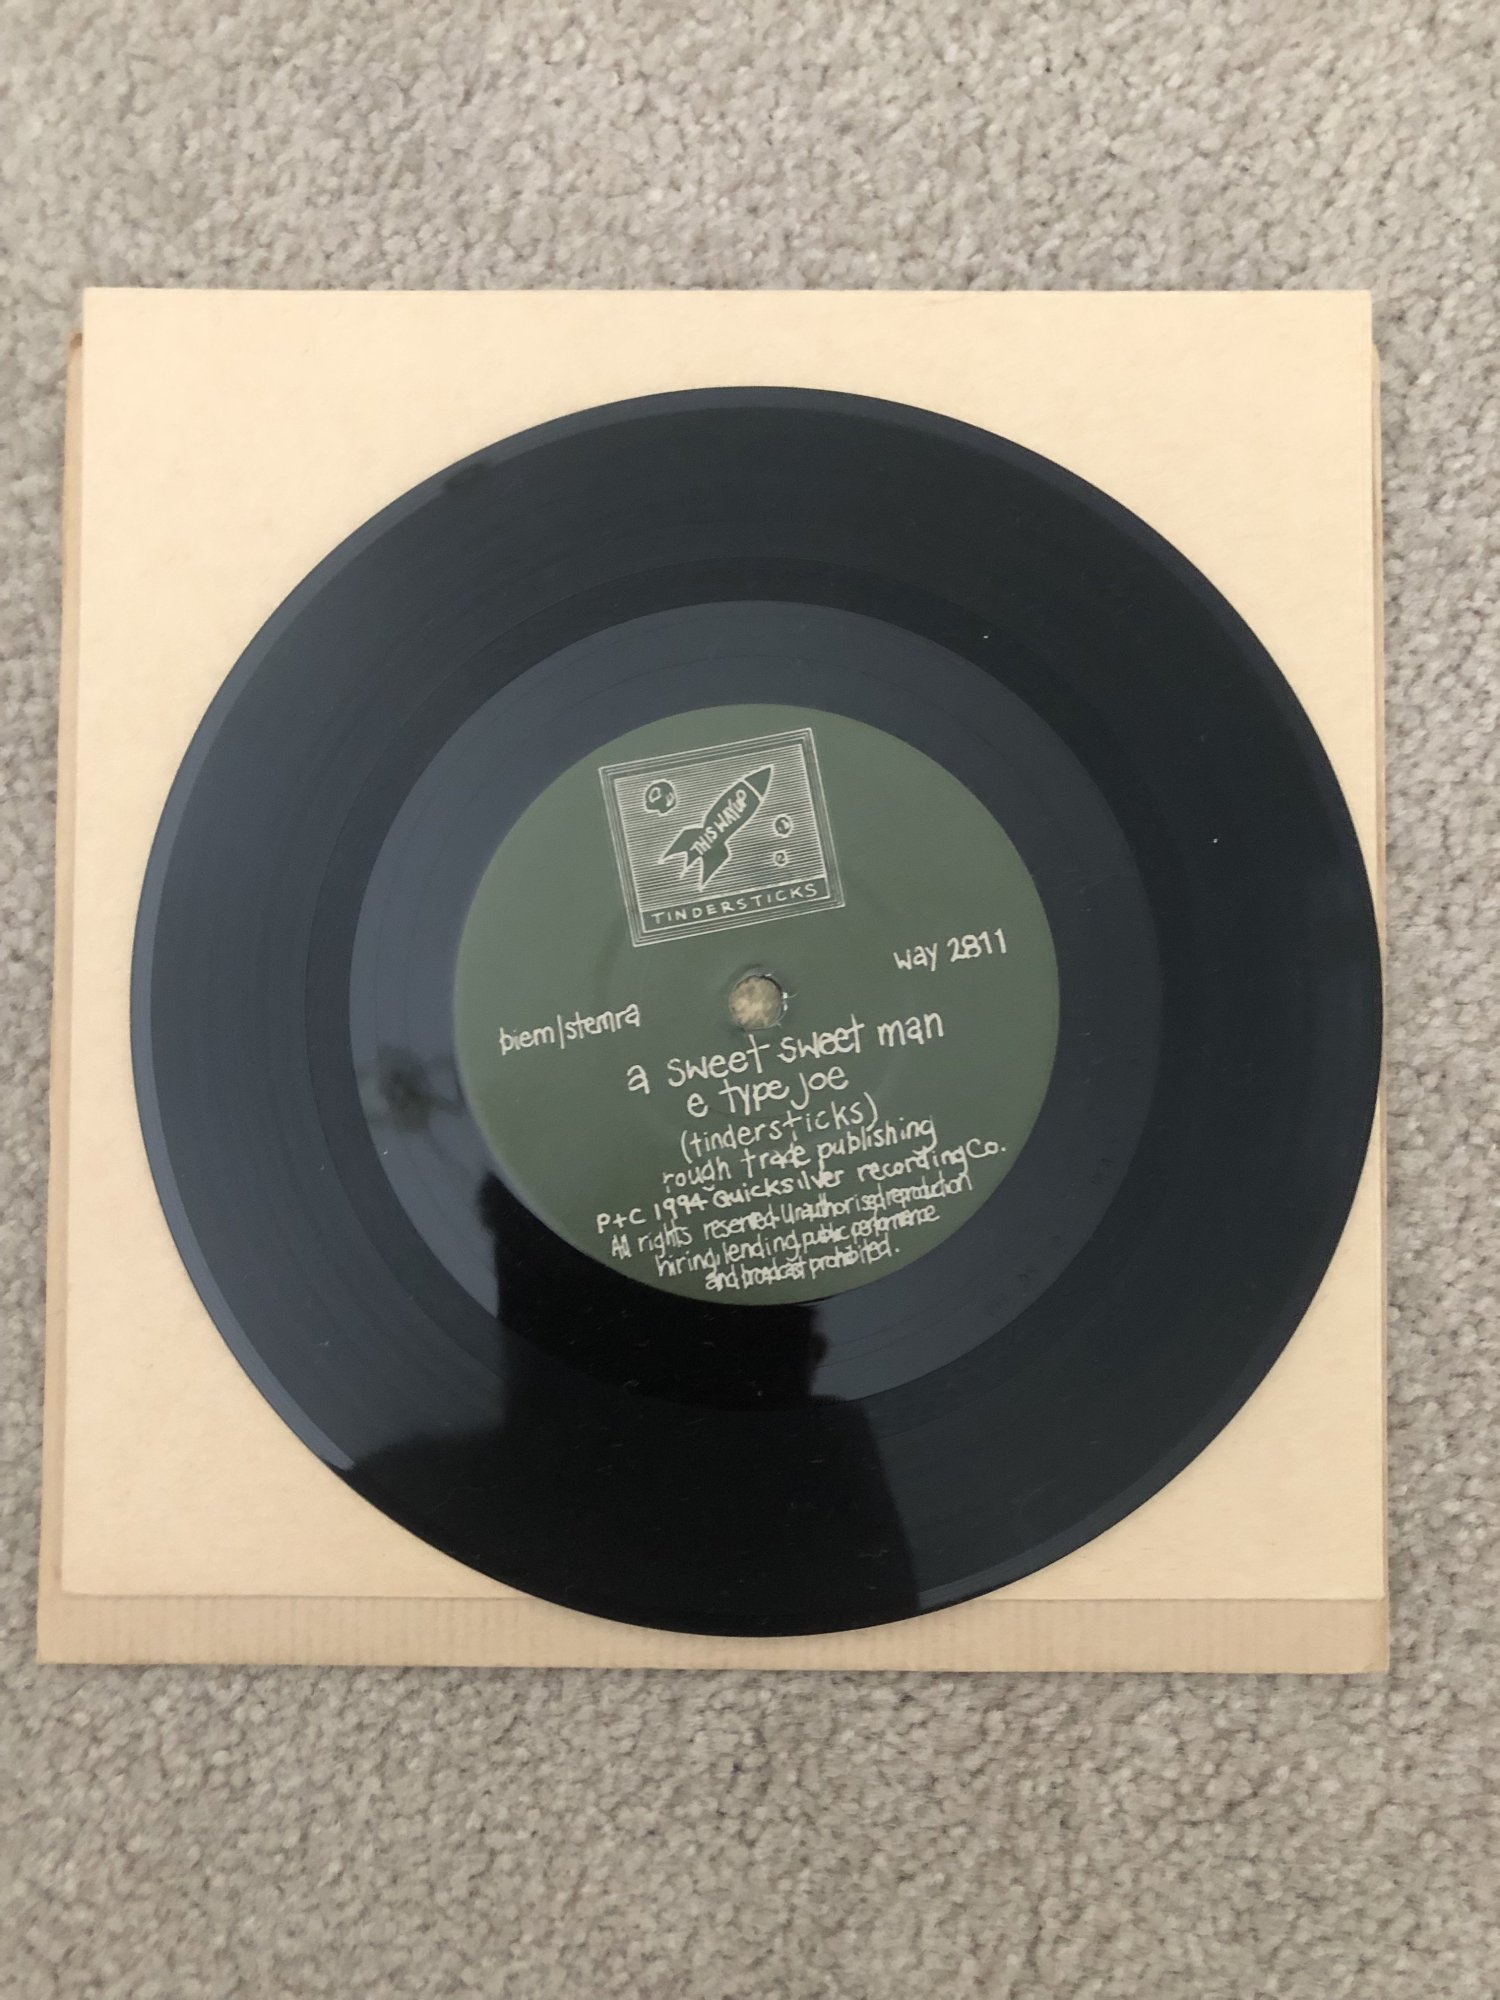 THIS WAY UP
TINDERSTICKS
way 2811
biem/stemra
a sweet sweet man
e type joe
(tindersticks)
rough trade publishing
P+C 1994 Quicksilver recording Co.
All rights reserved. Unauthorised reproduction
hiring, lending, public performance
and broadcast prohibited.